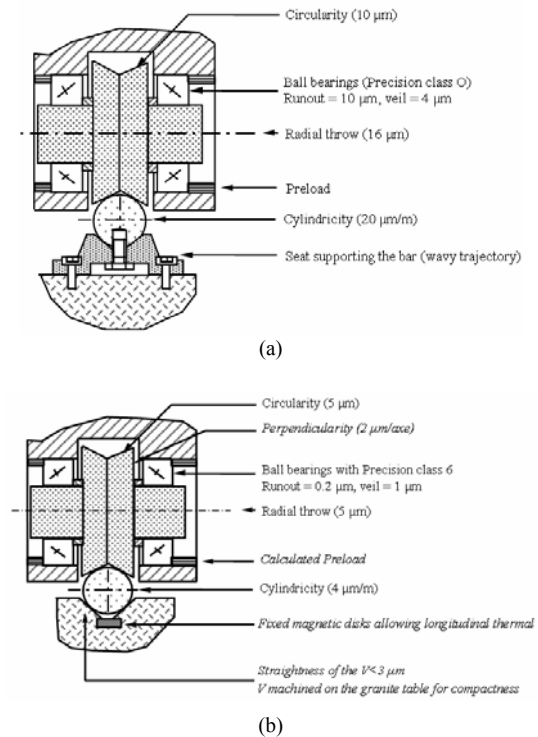 Circularity (10 µm)
Ball bearings (Precision class O)
Runout = 10 µm, veil = 4 µm
Radial throw (16 µm)
Preload
Cylindricity (20 µm/m)
Seat supporting the bar (wavy trajectory)
(a)
Circularity (5 µm)
Perpendicularity (2 µm/axe)
Ball bearings with Precision class 6
Runout = 0.2 µm, veil = 1 µm
Radial throw (5 µm)
Calculated Preload
Cylindricity (4 µm/m)
Fixed magnetic disks allowing longitudinal thermal
Straightness of the V<3 µm
V machined on the granite table for compactness
(b)